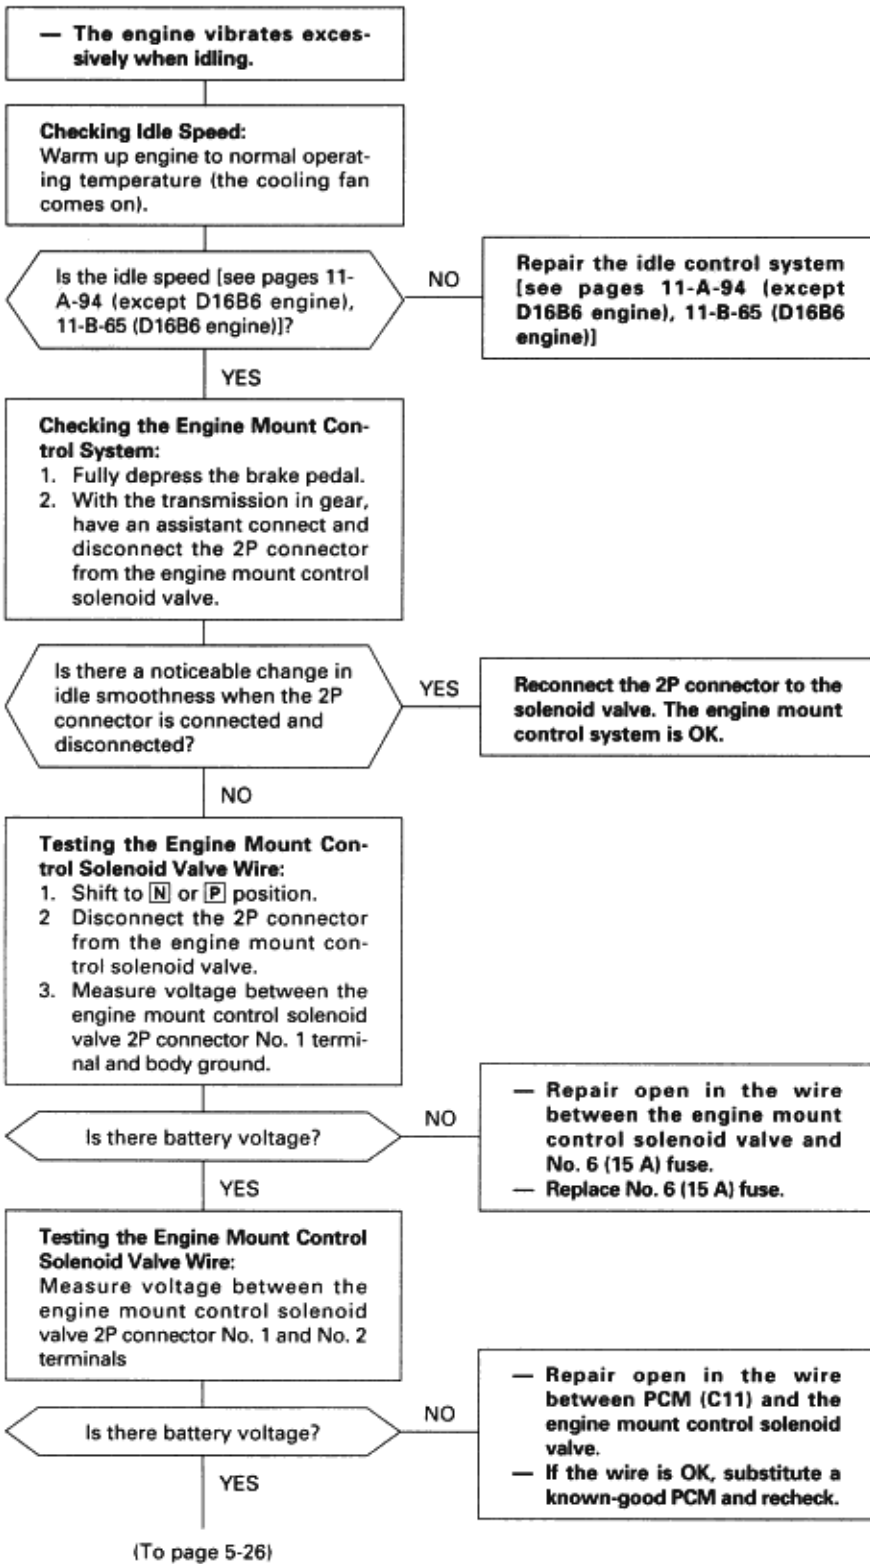 — The engine vibrates exces-
sively when idling.
Checking Idle Speed:
Warm up engine to normal operat-
ing temperature (the cooling fan
comes on).
Is the idle speed [see pages 11-
A-94 (except D16B6 engine),
11-B-65 (D16B6 engine)]?
NO
Repair the idle control system
[see pages 11-A-94 (except
D16B6 engine), 11-B-65 (D16B6
engine)]
YES
Checking the Engine Mount Con-
trol System:
1. Fully depress the brake pedal.
2. With the transmission in gear,
have an assistant connect and
disconnect the 2P connector
from the engine mount control
solenoid valve.
Is there a noticeable change in
idle smoothness when the 2P
connector is connected and
disconnected?
YES
Reconnect the 2P connector to the
solenoid valve. The engine mount
control system is OK.
NO
Testing the Engine Mount Con-
trol Solenoid Valve Wire:
1. Shift to N or P position.
2 Disconnect the 2P connector
from the engine mount con-
trol solenoid valve.
3. Measure voltage between the
engine mount control solenoid
valve 2P connector No. 1 termi-
nal and body ground.
Is there battery voltage?
NO
— Repair open in the wire
between the engine mount
control solenoid valve and
No. 6 (15 A) fuse.
— Replace No. 6 (15 A) fuse.
YES
Testing the Engine Mount Control
Solenoid Valve Wire:
Measure voltage between the
engine mount control solenoid
valve 2P connector No. 1 and No. 2
terminals
Is there battery voltage?
NO
— Repair open in the wire
between PCM (C11) and the
engine mount control solenoid
valve.
— If the wire is OK, substitute a
known-good PCM and recheck.
YES
(To page 5-26)